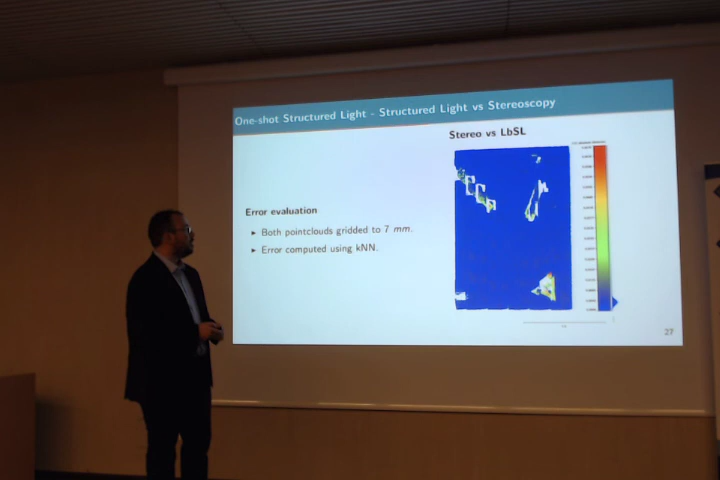 One-shot Structured Light - Structured Light vs Stereoscopy
Stereo vs LbSL
Error evaluation
▸ Both pointclouds gridded to 7 mm.
▸ Error computed using kNN.
27